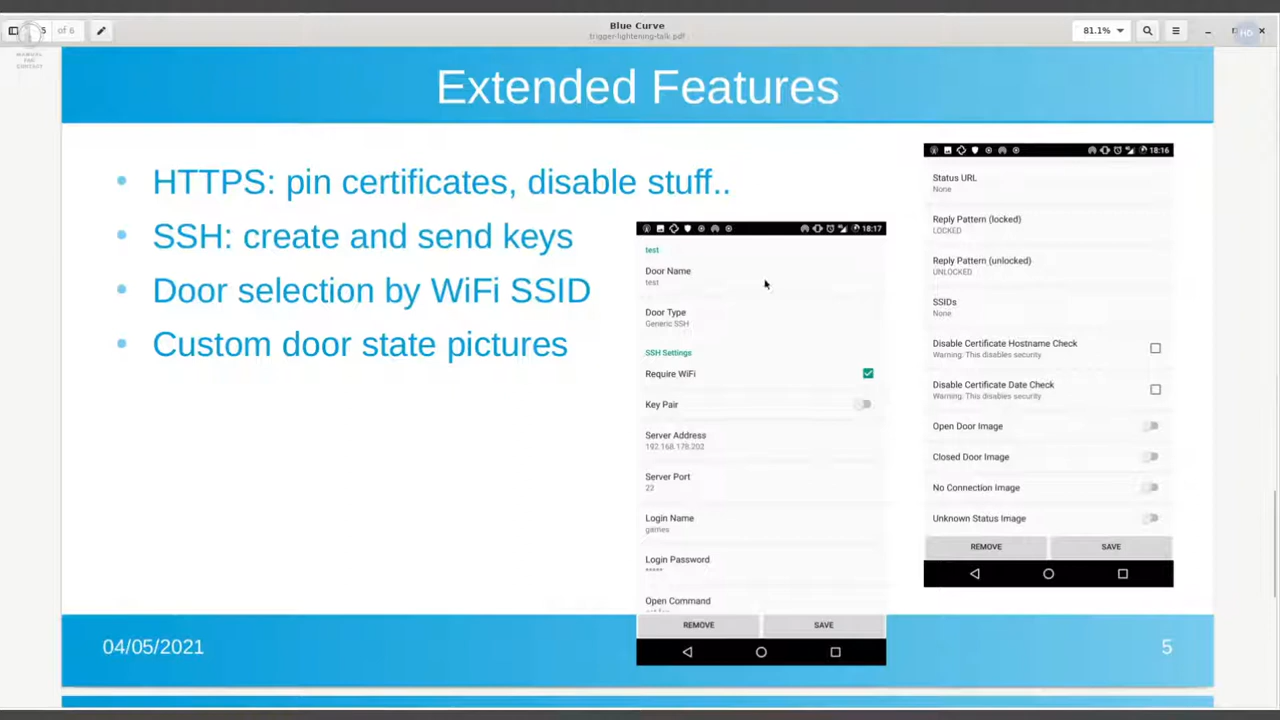 5 of 6
Blue Curve
trigger-lightening-talk.pdf
81.1%
HD
Extended Features
HTTPS: pin certificates, disable stuff..
SSH: create and send keys
Door selection by WiFi SSID
Custom door state pictures
18:17
test
Door Name
test
Door Type
Generic SSH
SSH Settings
Require WiFi
Key Pair
Server Address
192.168.178.202
Server Port
22
Login Name
games
Login Password
*****
Open Command
REMOVE SAVE
18:16
Status URL
None
Reply Pattern (locked)
LOCKED
Reply Pattern (unlocked)
UNLOCKED
SSIDs
None
Disable Certificate Hostname Check
Warning: This disables security
Disable Certificate Date Check
Warning: This disables security
Open Door Image
Closed Door Image
No Connection Image
Unknown Status Image
REMOVE SAVE
04/05/2021
5